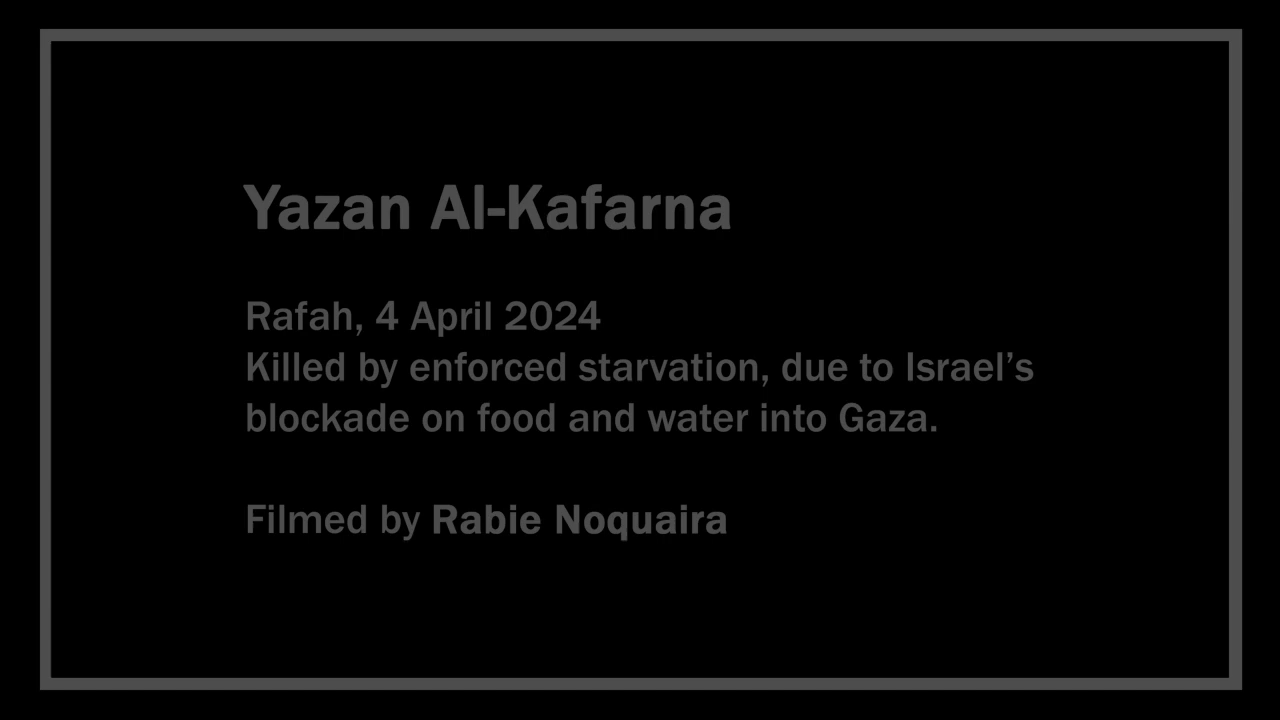 Yazan Al-Kafarna
Rafah, 4 April 2024
Killed by enforced starvation, due to Israel’s
blockade on food and water into Gaza.
Filmed by Rabie Noquaira